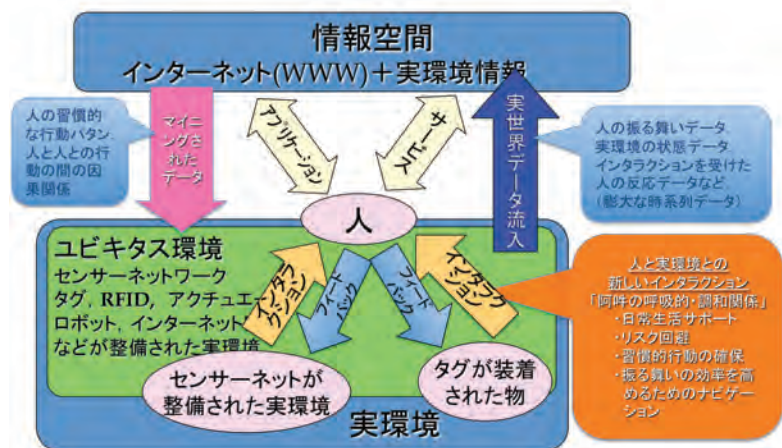 情報空間
インターネット(WWW)＋実環境情報
人の習慣的
な行動パタン,
人と人との行
動の間の因
果関係
マイニ
ングさ
れた
データ
アプリケーション
サービス
実世界データ流入
人の振る舞いデータ,
実環境の状態データ,
インタラクションを受けた
人の反応データなど,
(膨大な時系列データ)
人
ユビキタス環境
センサーネットワーク
タグ, RFID, アクチュエー
ロボット, インターネット
などが整備された実環境
インタラ
クション
フィード
バック
フィード
バック
インタラク
ション
センサーネットが
整備された実環境
タグが装着
された物
実環境
人と実環境との
新しいインタラクション
「阿吽の呼吸的・調和関係」
・日常生活サポート
・リスク回避
・習慣的行動の確保
・振る舞いの効率を高
めるためのナビゲー
ション